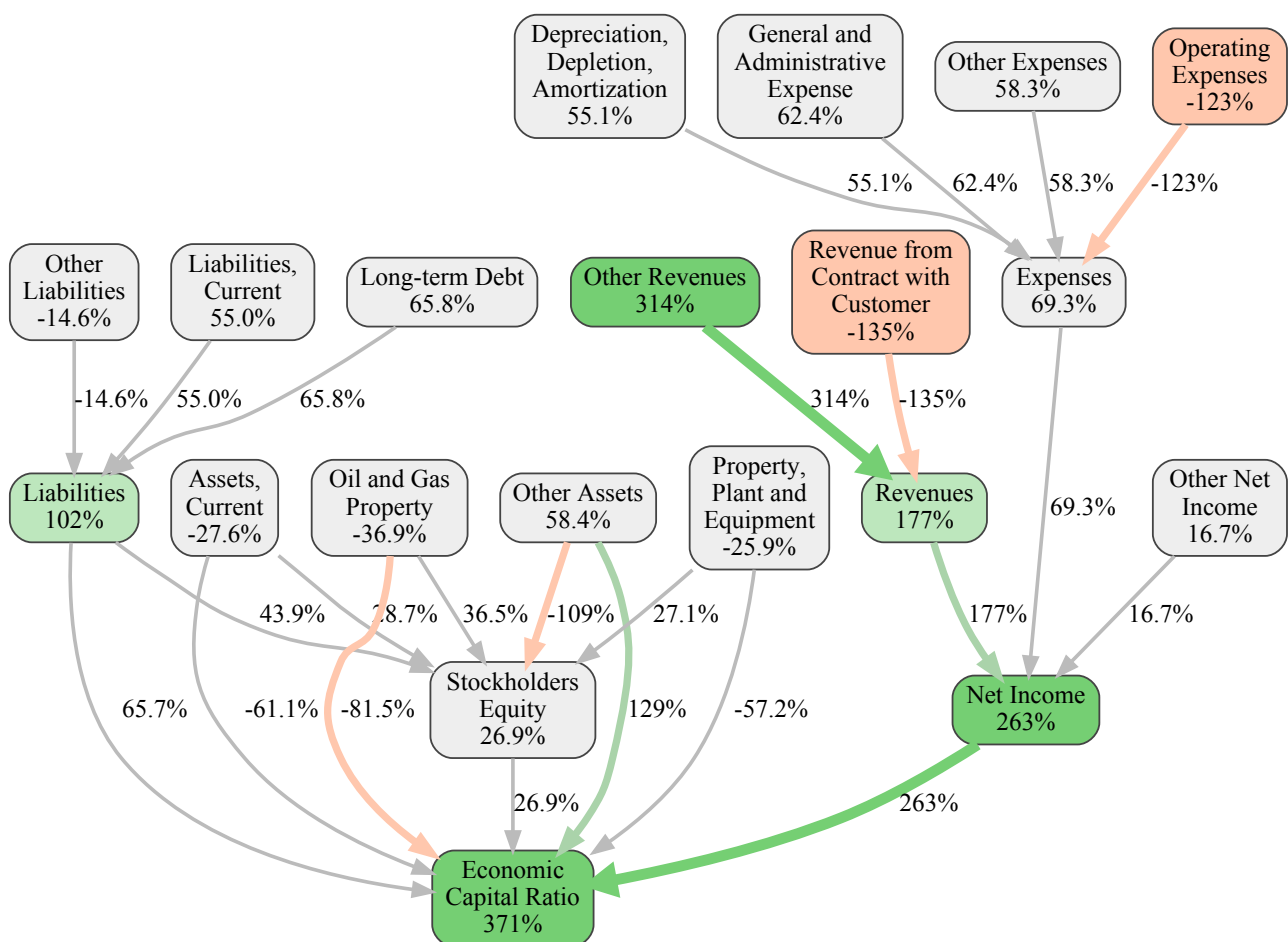 Depreciation,
Depletion,
Amortization
55.1%
General and
Administrative
Expense
62.4%
Other Expenses
58.3%
Operating
Expenses
-123%
55.1%
62.4%
58.3%
-123%
Other
Liabilities
-14.6%
Liabilities,
Current
55.0%
Long-term Debt
65.8%
Other Revenues
314%
Revenue from
Contract with
Customer
-135%
Expenses
69.3%
-14.6%
55.0%
65.8%
314%
-135%
Liabilities
102%
Assets,
Current
-27.6%
Oil and Gas
Property
-36.9%
Other Assets
58.4%
Property,
Plant and
Equipment
-25.9%
Revenues
177%
69.3%
Other Net
Income
16.7%
43.9%
28.7%
36.5%
-109%
27.1%
177%
16.7%
Stockholders
Equity
26.9%
Net Income
263%
65.7%
-61.1%
-81.5%
129%
-57.2%
26.9%
263%
Economic
Capital Ratio
371%